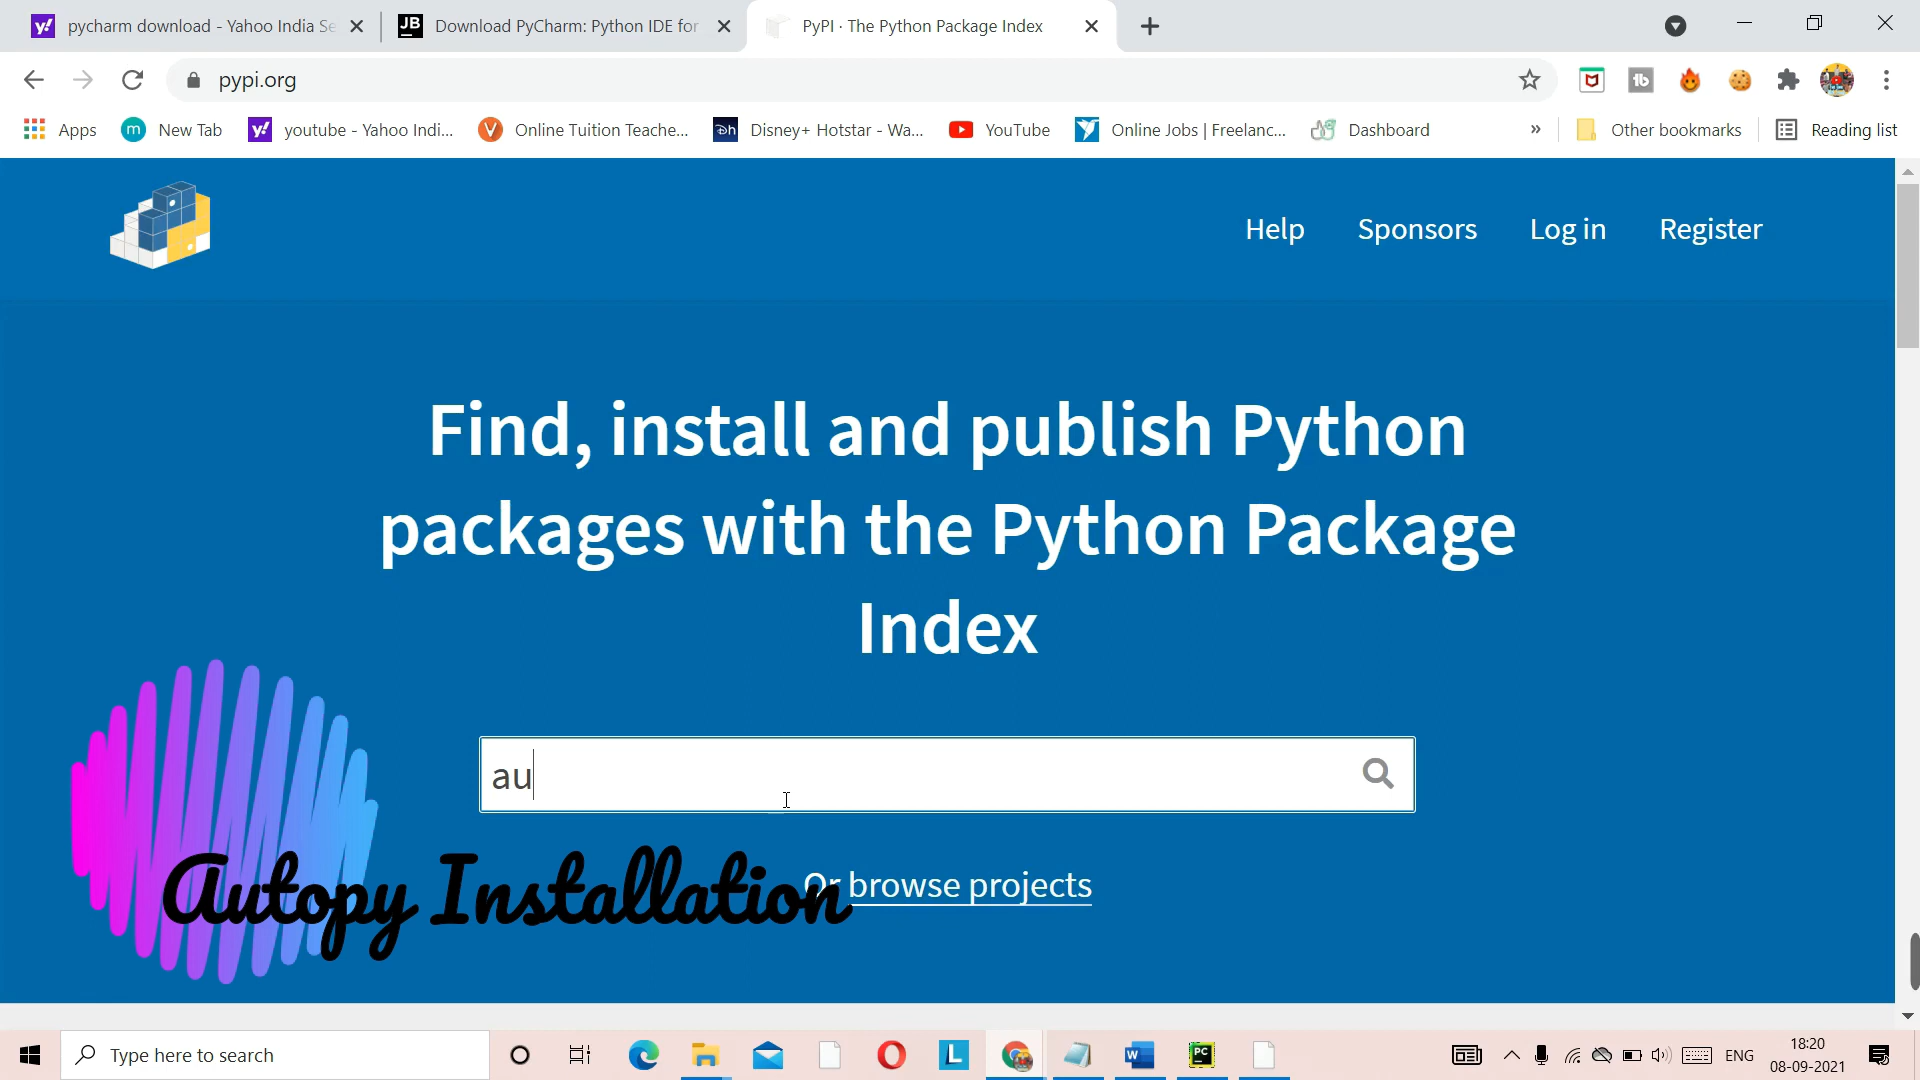 pycharm download - Yahoo India Se
Download PyCharm: Python IDE for
PyPI · The Python Package Index
pypi.org
Apps
New Tab
youtube - Yahoo Indi...
Online Tuition Teache...
Disney+ Hotstar - Wa...
YouTube
Online Jobs | Freelanc...
Dashboard
Other bookmarks
Reading list
Help
Sponsors
Log in
Register
Find, install and publish Python
packages with the Python Package
Index
au
Or browse projects
Autopy Installation
Type here to search
ENG
18:20
08-09-2021